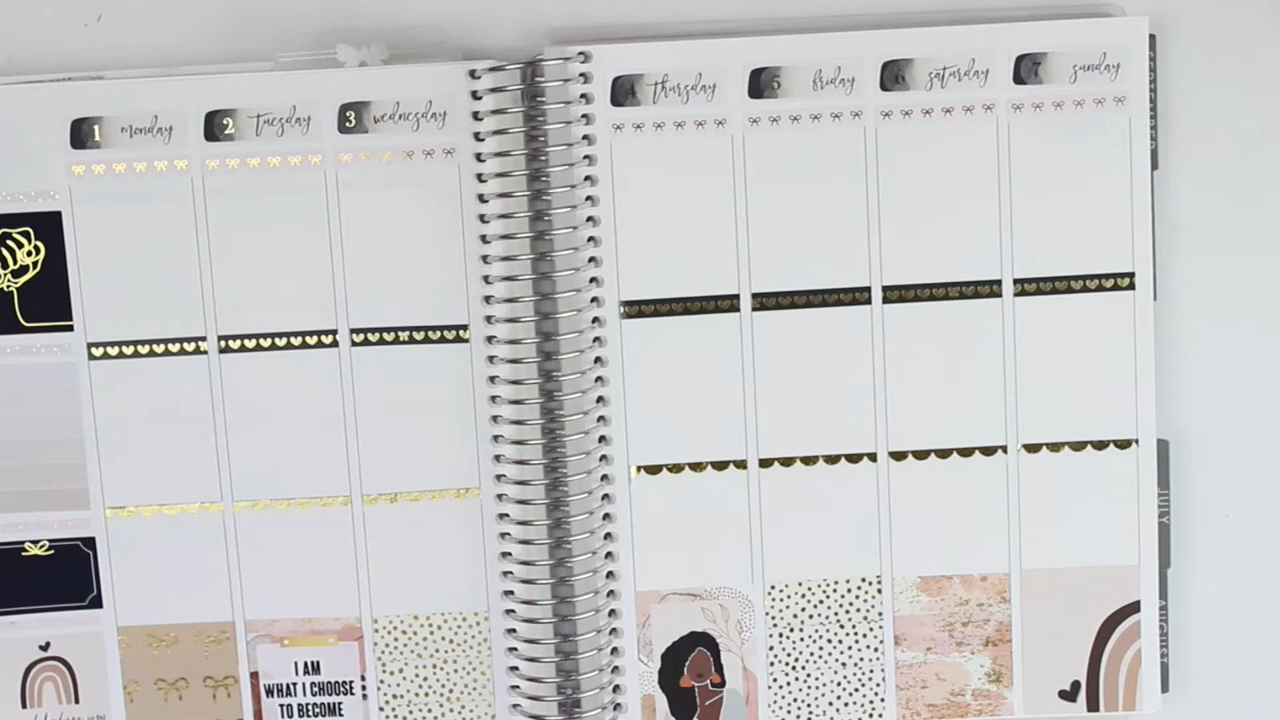 1 monday
2 tuesday
3 wednesday
4 thursday
5 friday
6 saturday
7 sunday
I AM
WHAT I CHOOSE
TO BECOME
SEPTEMBER
JULY
AUGUST